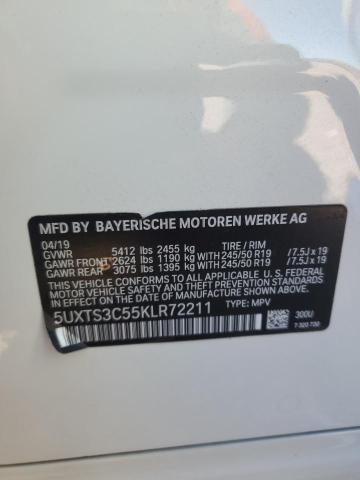 MFD BY BAYERISCHE MOTOREN WERKE AG
04/19 TIRE / RIM
GVWR 5412 lbs 2455 kg
GAWR FRONT 2624 lbs 1190 kg WITH 245/50 R19 / 7.5J x 19
GAWR REAR 3075 lbs 1395 kg WITH 245/50 R19 / 7.5J x 19
THIS VEHICLE CONFORMS TO ALL APPLICABLE U.S. FEDERAL MOTOR
VEHICLE SAFETY, BUMPER, AND THEFT PREVENTION STANDARDS IN
EFFECT ON THE DATE OF MANUFACTURE SHOWN ABOVE.
5UXTS3C55KLR72211 TYPE: MPV
300U